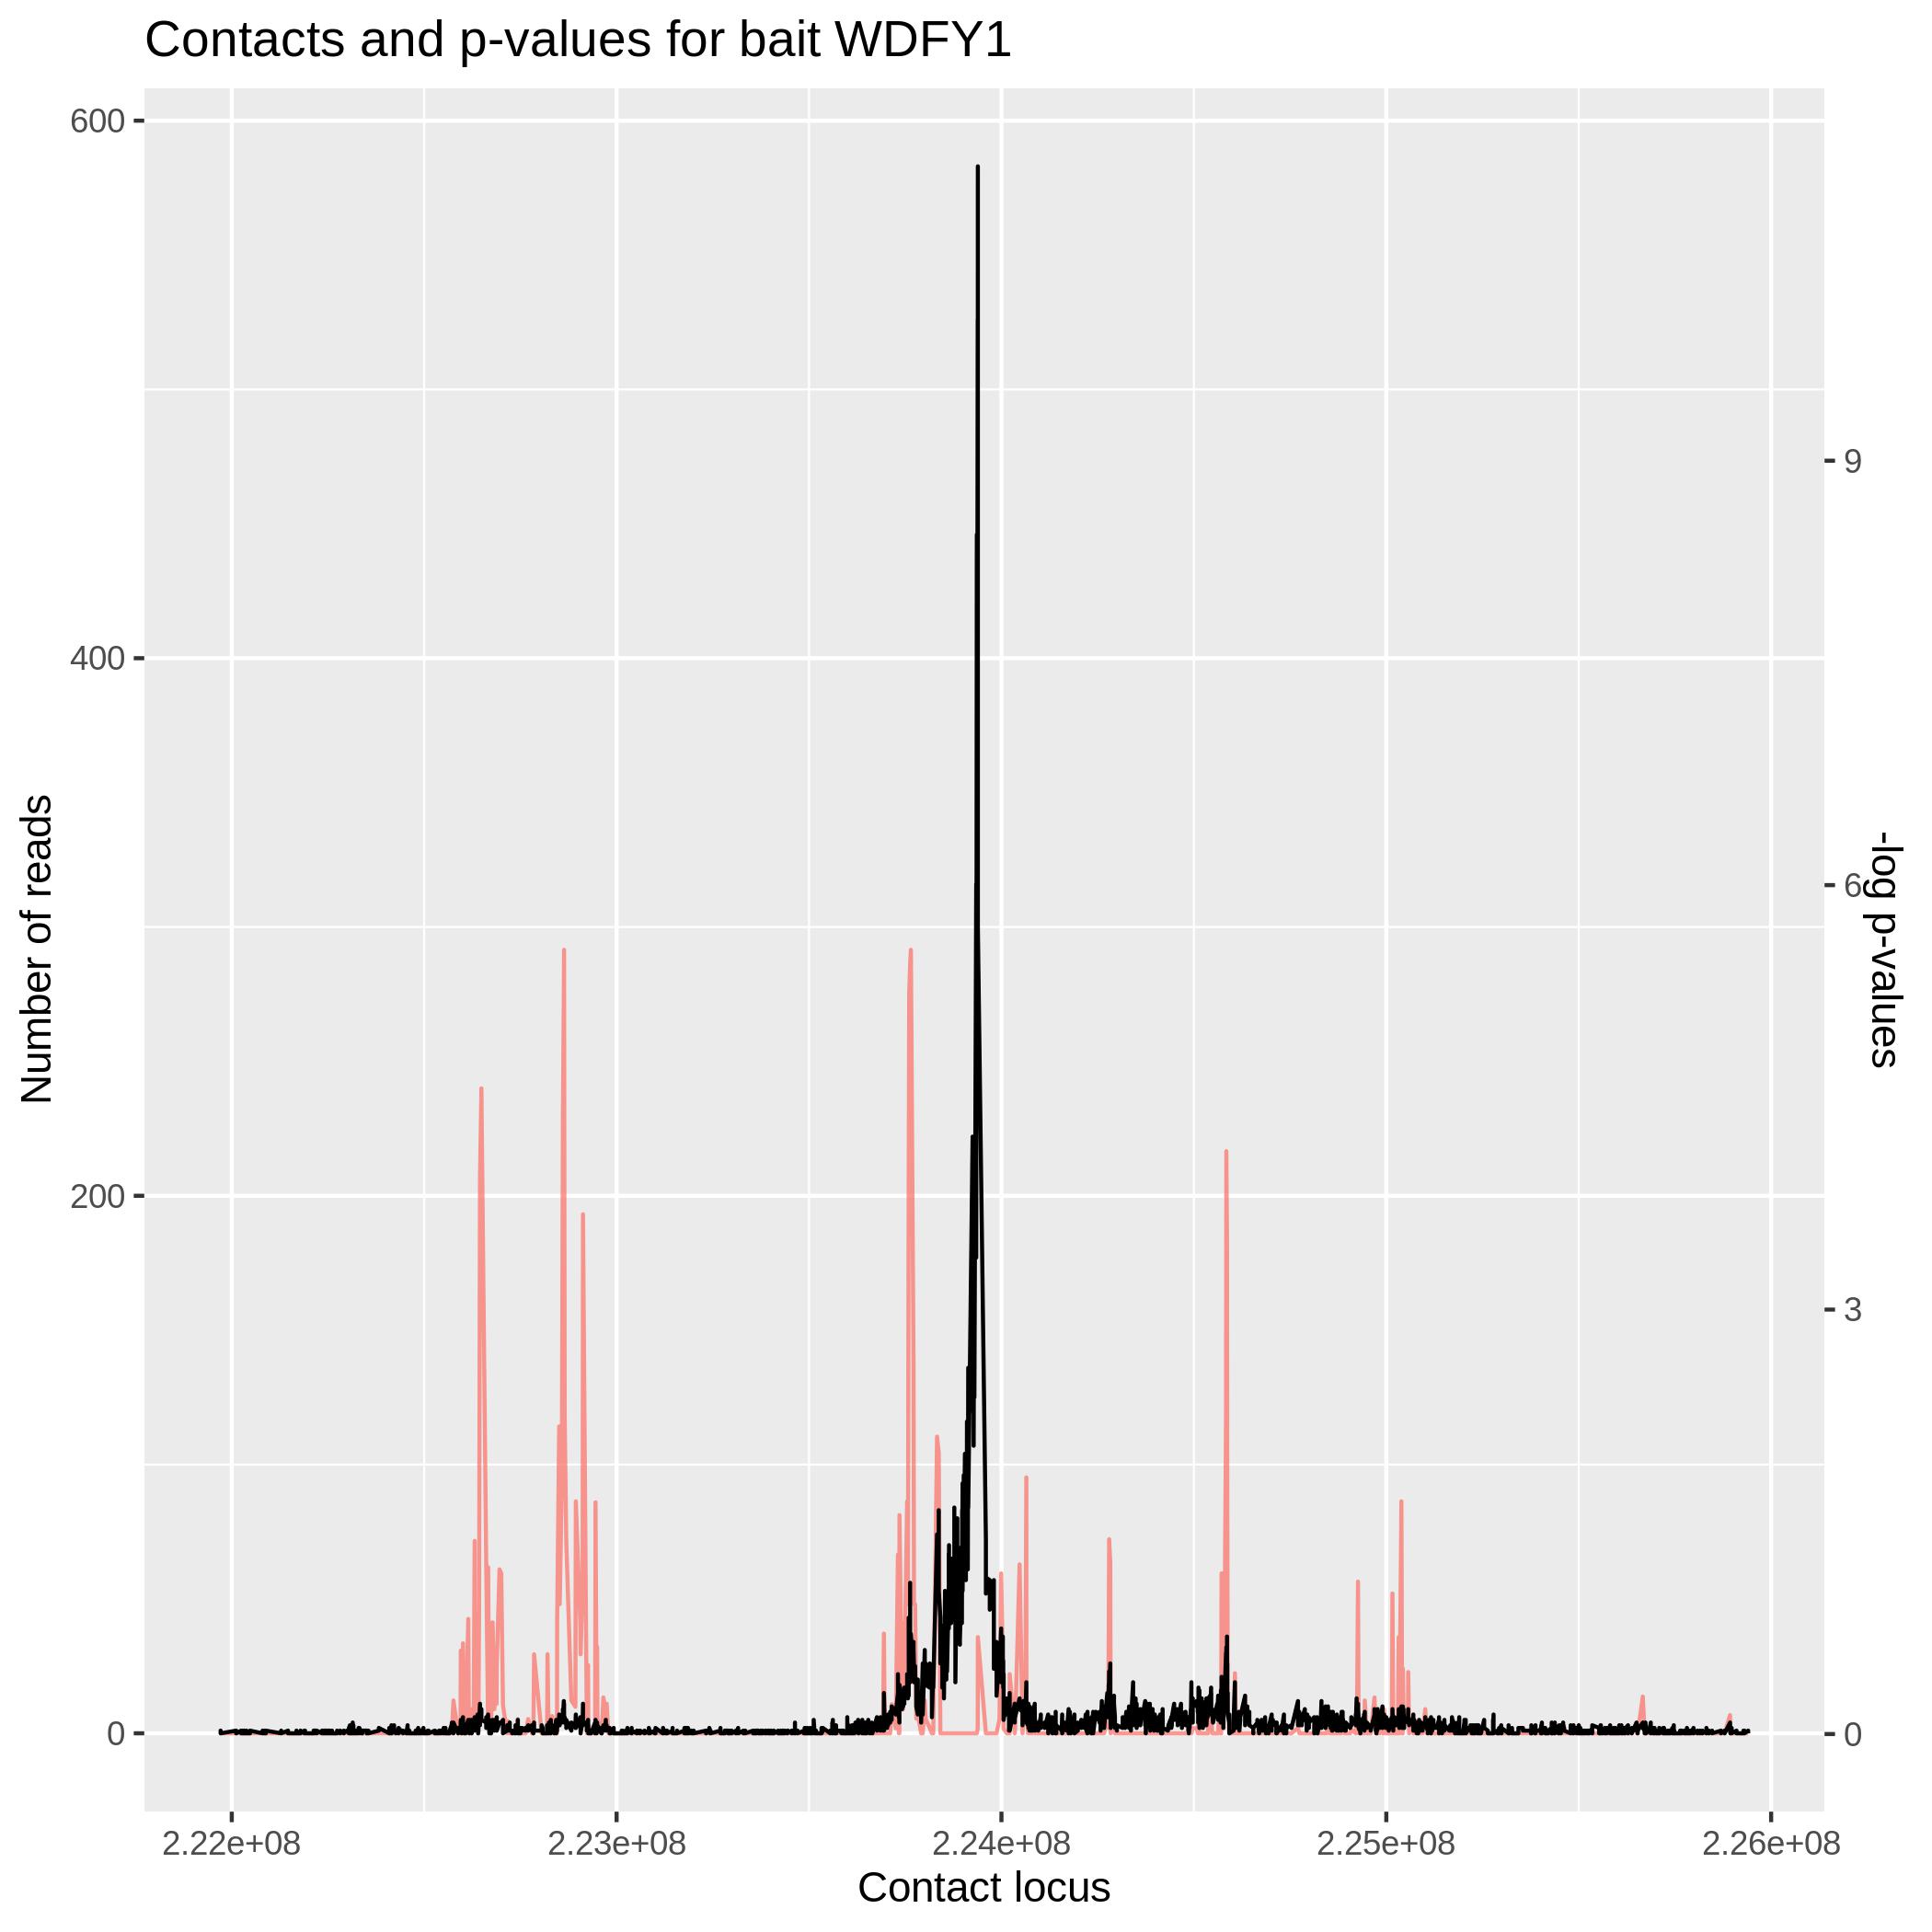 Contacts and p-values for bait WDFY1
Number of reads
600
400
200
0
9
6
3
0
-log p-values
2.22e+08
2.23e+08
2.24e+08
2.25e+08
2.26e+08
Contact locus